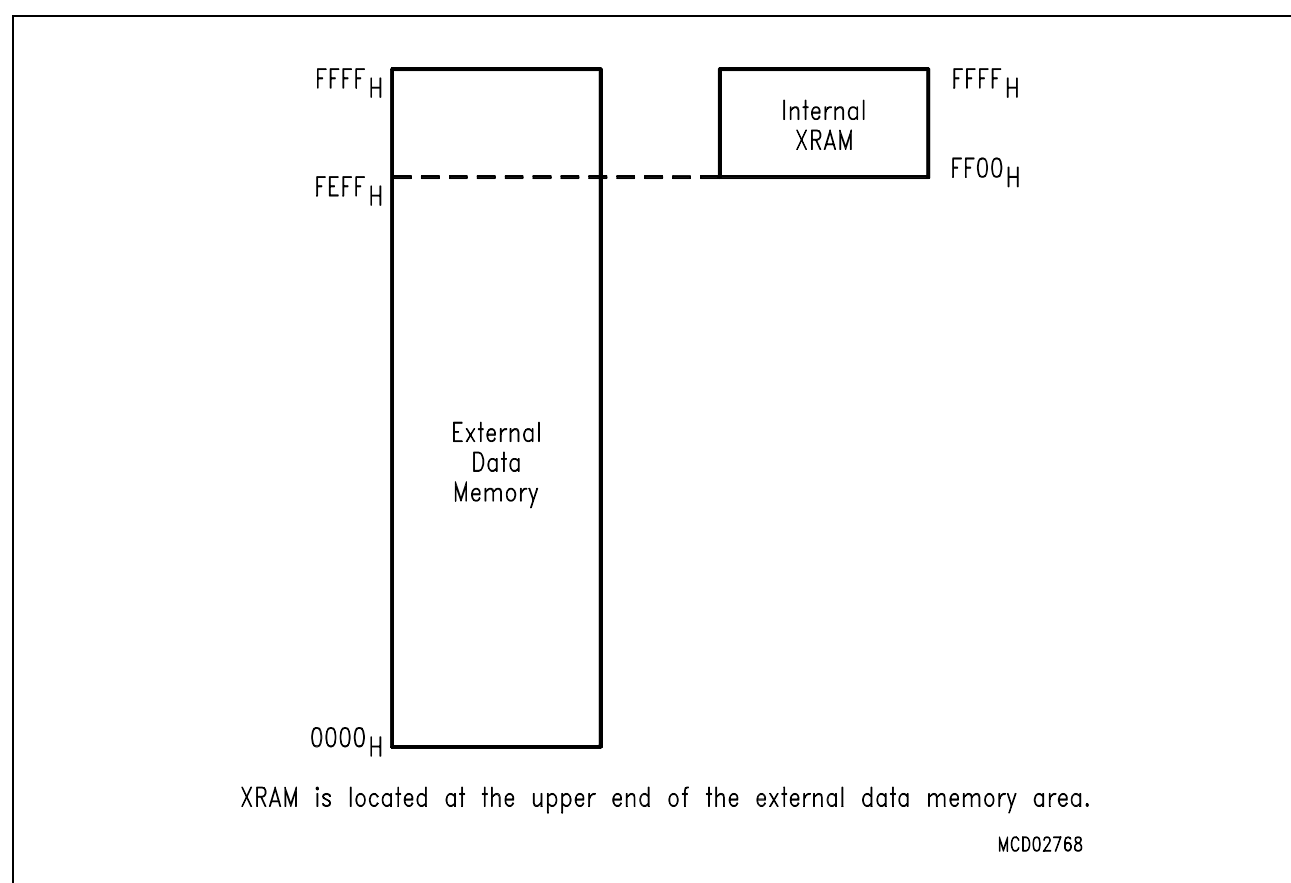 FFFFH
FFFFH
Internal
XRAM
FF00H
FEFFH
External
Data
Memory
0000H
XRAM is located at the upper end of the external data memory area.
MCD02768